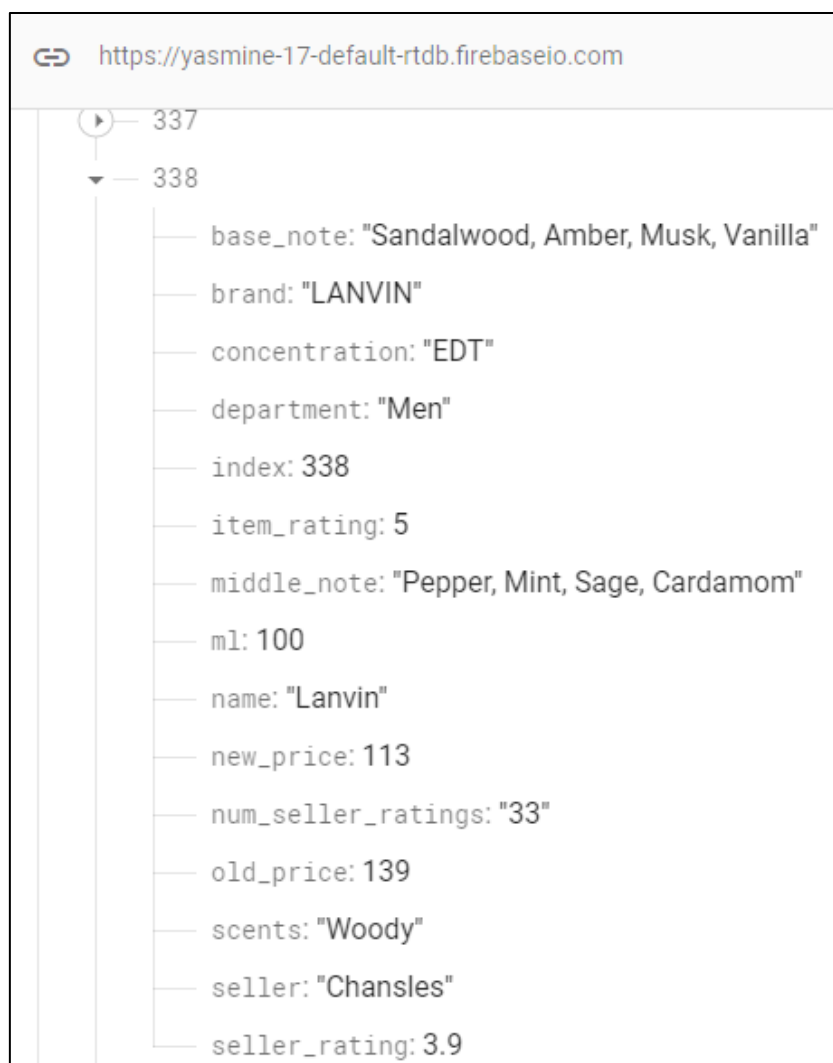 https://yasmine-17-default-rtdb.firebaseio.com
337
338
base_note: "Sandalwood, Amber, Musk, Vanilla"
brand: "LANVIN"
concentration: "EDT"
department: "Men"
index: 338
item_rating: 5
middle_note: "Pepper, Mint, Sage, Cardamom"
ml: 100
name: "Lanvin"
new_price: 113
num_seller_ratings: "33"
old_price: 139
scents: "Woody"
seller: "Chansles"
seller_rating: 3.9